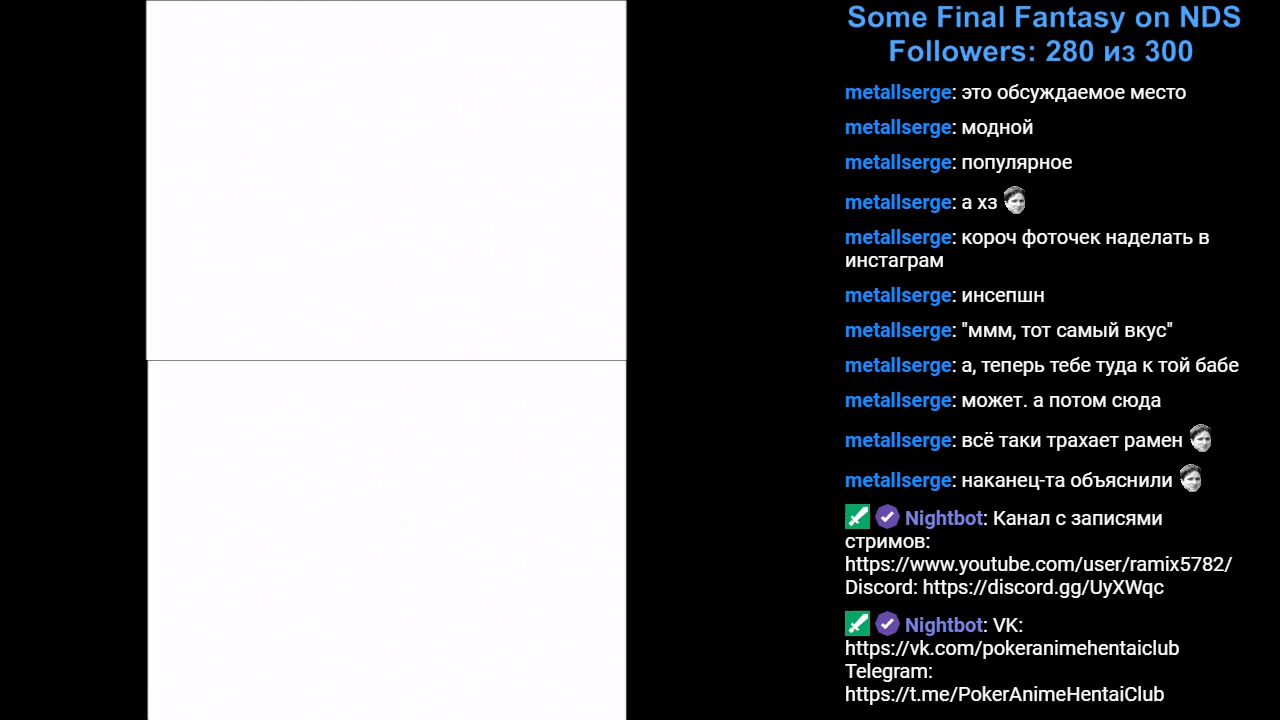 Some Final Fantasy on NDS
Followers: 280 из 300
metallserge: это обсуждаемое место
metallserge: модной
metallserge: популярное
metallserge: а хз
metallserge: короч фоточек наделать в
инстаграм
metallserge: инсепшн
metallserge: "ммм, тот самый вкус"
metallserge: а, теперь тебе туда к той бабе
metallserge: может. а потом сюда
metallserge: всё таки трахает рамен
metallserge: наканец-та объяснили
Nightbot: Канал с записями
стримов:
https://www.youtube.com/user/ramix5782/
Discord: https://discord.gg/UyXWqc
Nightbot: VK:
https://vk.com/pokeranimehentaiclub
Telegram:
https://t.me/PokerAnimeHentaiClub